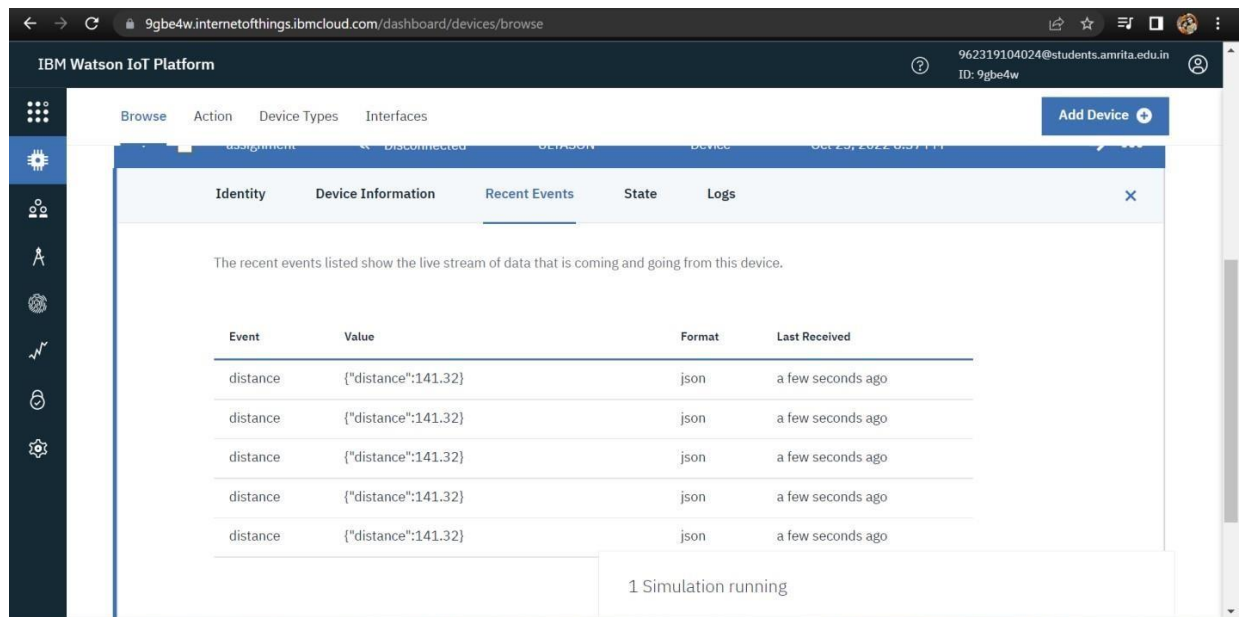 9gbe4w.internetofthings.ibmcloud.com/dashboard/devices/browse
IBM Watson IoT Platform
962319104024@students.amrita.edu.in
ID: 9gbe4w
Browse Action Device Types Interfaces Add Device
assignment Disconnected Device
Identity Device Information Recent Events State Logs
The recent events listed show the live stream of data that is coming and going from this device.
Event Value Format Last Received
distance {"distance":141.32} json a few seconds ago
distance {"distance":141.32} json a few seconds ago
distance {"distance":141.32} json a few seconds ago
distance {"distance":141.32} json a few seconds ago
distance {"distance":141.32} json a few seconds ago
1 Simulation running